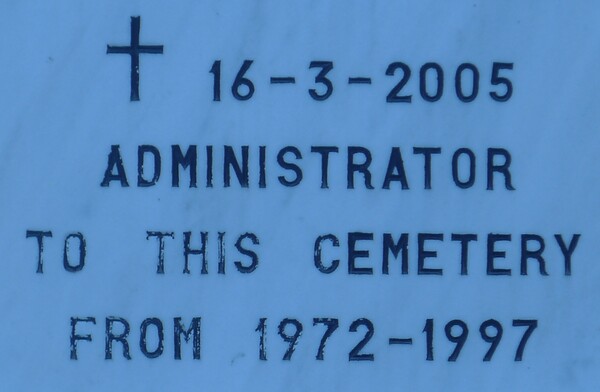 ✝ 16-3-2005
ADMINISTRATOR
TO THIS CEMETERY
FROM 1972-1997